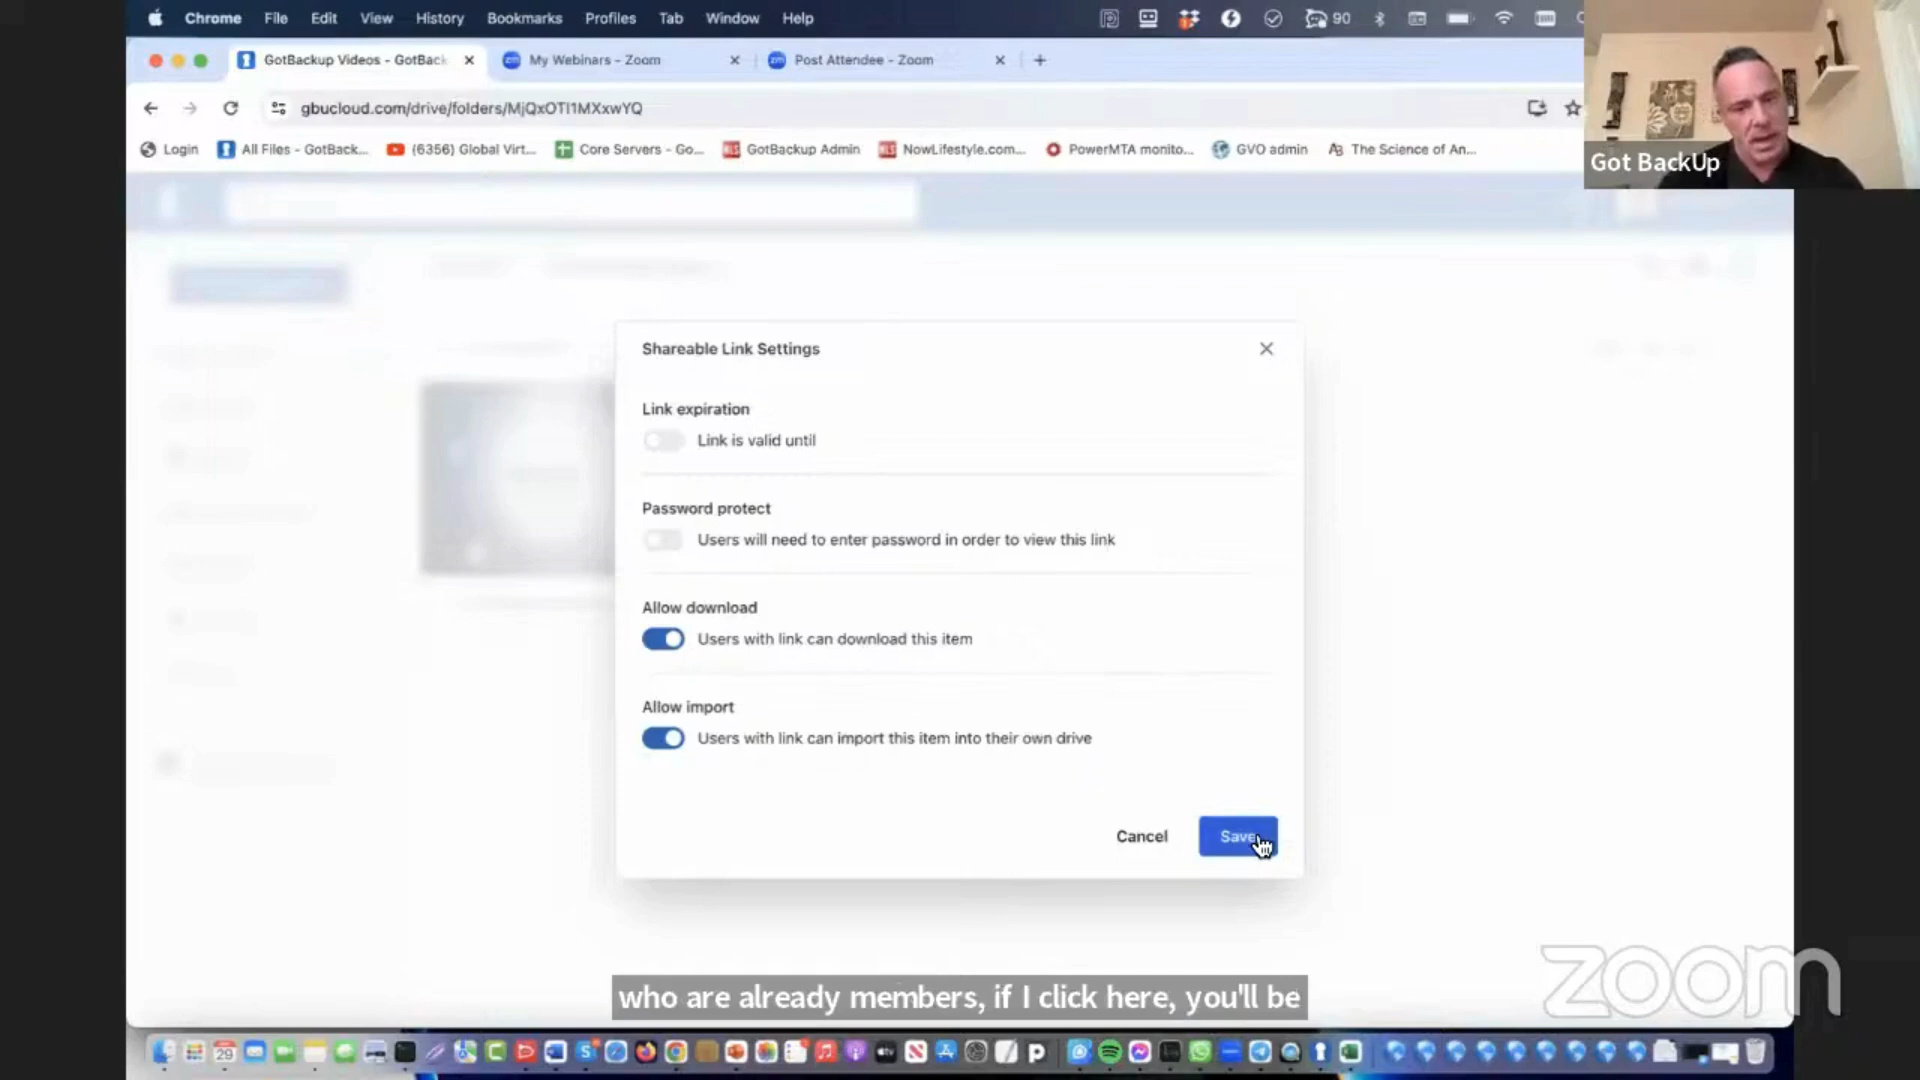 Chrome File Edit View History Bookmarks Profiles Tab Window Help 90
GotBackup Videos - GotBack My Webinars - Zoom Post Attendee - Zoom
gbucloud.com/drive/folders/MjQxOTI1MXxwYQ
Login All Files - GotBack... (6356) Global Virt... Core Servers - Go... GotBackup Admin NowLifestyle.com... PowerMTA monito... GVO admin The Science of An...
Got BackUp
Shareable Link Settings
Link expiration
Link is valid until
Password protect
Users will need to enter password in order to view this link
Allow download
Users with link can download this item
Allow import
Users with link can import this item into their own drive
Cancel Save
zoom
who are already members, if I click here, you'll be
29